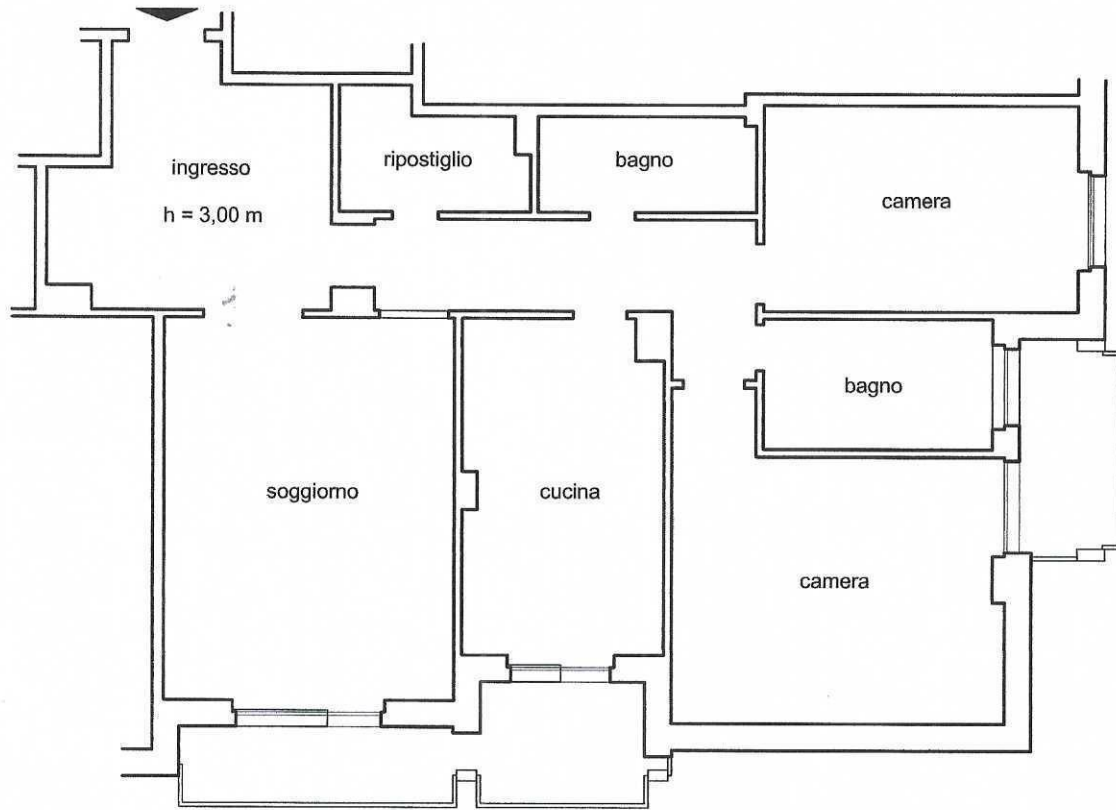 ingresso
h = 3,00 m
ripostiglio
bagno
camera
bagno
soggiorno
cucina
camera